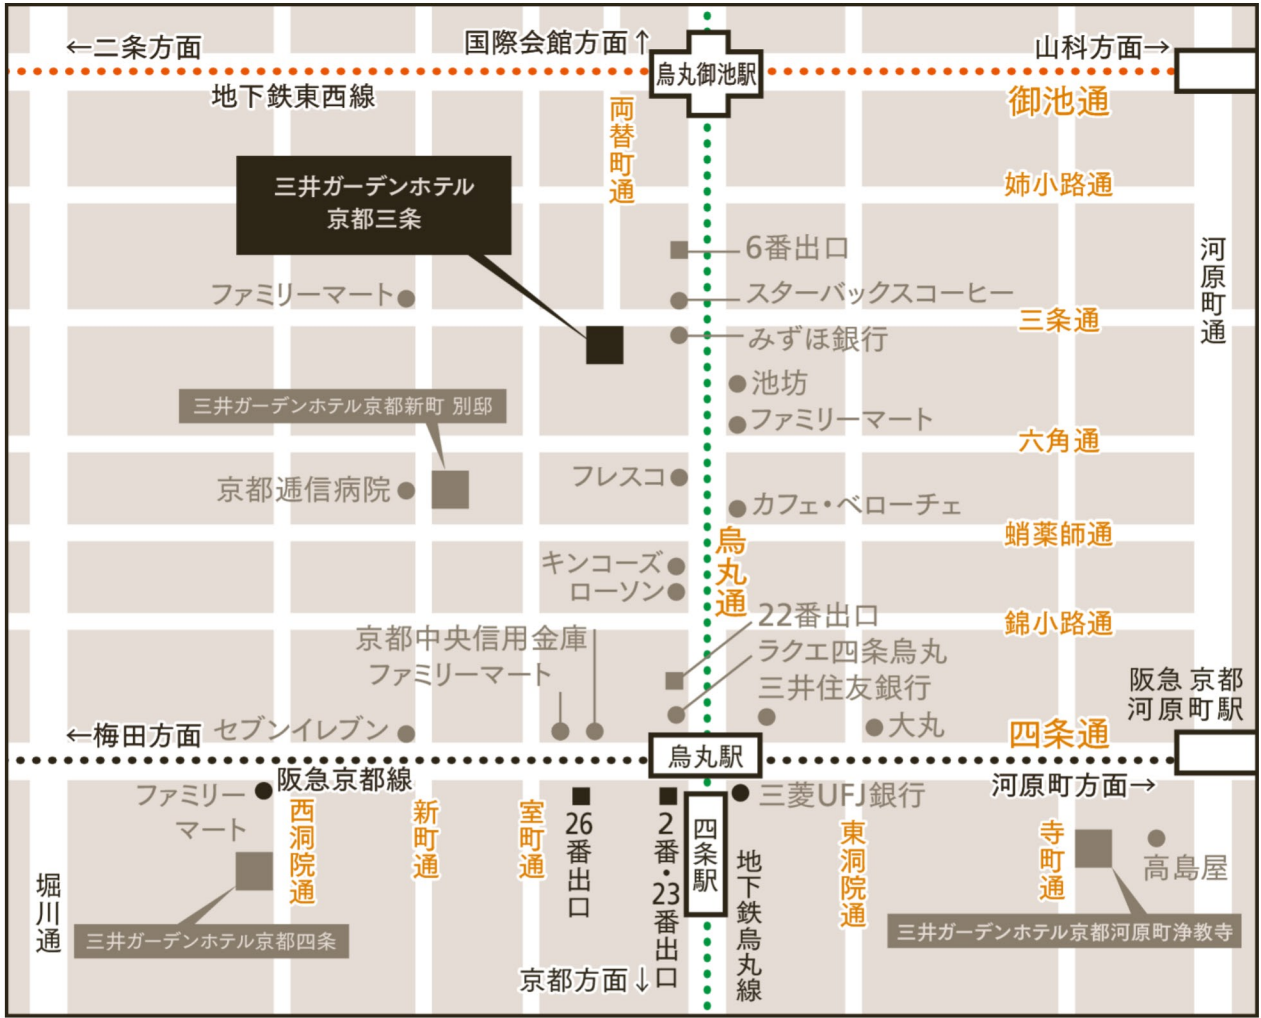 ←二条方面
国際会館方面↑
山科方面→
烏丸御池駅
地下鉄東西線
御池通
両替町通
三井ガーデンホテル
京都三条
姉小路通
6番出口
河原町通
ファミリーマート
スターバックスコーヒー
三条通
みずほ銀行
池坊
三井ガーデンホテル京都新町 別邸
ファミリーマート
六角通
フレスコ
京都逓信病院
カフェ・ベローチェ
烏丸通
蛸薬師通
キンコーズ
ローソン
22番出口
錦小路通
京都中央信用金庫
ラクエ四条烏丸
ファミリーマート
三井住友銀行
阪急 京都
河原町駅
←梅田方面
セブンイレブン
大丸
四条通
烏丸駅
阪急京都線
河原町方面→
ファミリー
マート
西洞院通
新町通
室町通
26番出口
2番・23番出口
四条駅
三菱UFJ銀行
地下鉄烏丸線
東洞院通
寺町通
高島屋
堀川通
三井ガーデンホテル京都四条
三井ガーデンホテル京都河原町浄教寺
京都方面↓